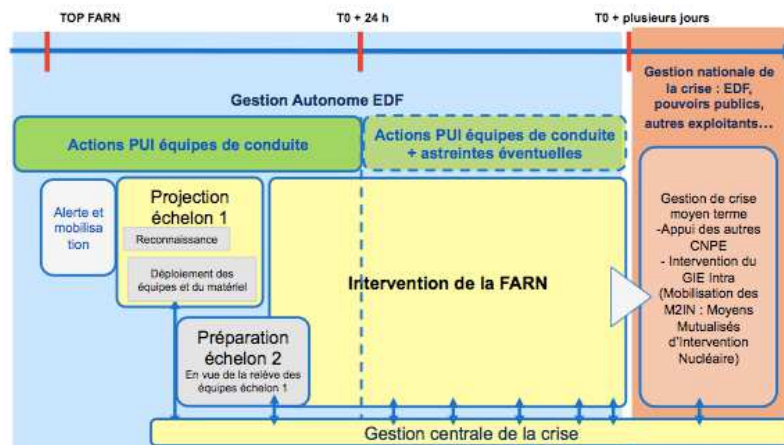 TOP FARN
T0 + 24 h
T0 + plusieurs jours
Gestion Autonome EDF
Gestion nationale de
la crise : EDF,
pouvoirs publics,
autres exploitants...
Actions PUI équipes de conduite
Actions PUI équipes de conduite
+ astreintes éventuelles
Alerte et
mobilisa
tion
Projection
échelon 1
Reconnaissance
Déploiement des
équipes et du matériel
Intervention de la FARN
Gestion de crise
moyen terme
-Appui des autres
CNPE
- Intervention du
GIE Intra
(Mobilisation des
M2IN : Moyens
Mutualisés
d'Intervention
Nucléaire)
Préparation
échelon 2
En vue de la relève des
équipes échelon 1
Gestion centrale de la crise